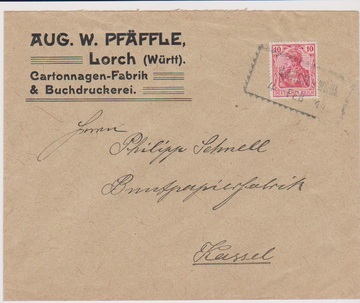 AUG. W. PFÄFFLE,
Lorch (Württ).
Cartonnagen-Fabrik
& Buchdruckerei.
10 10
Herrn
Philipp Schnell
Buntpapierfabrik
Kassel